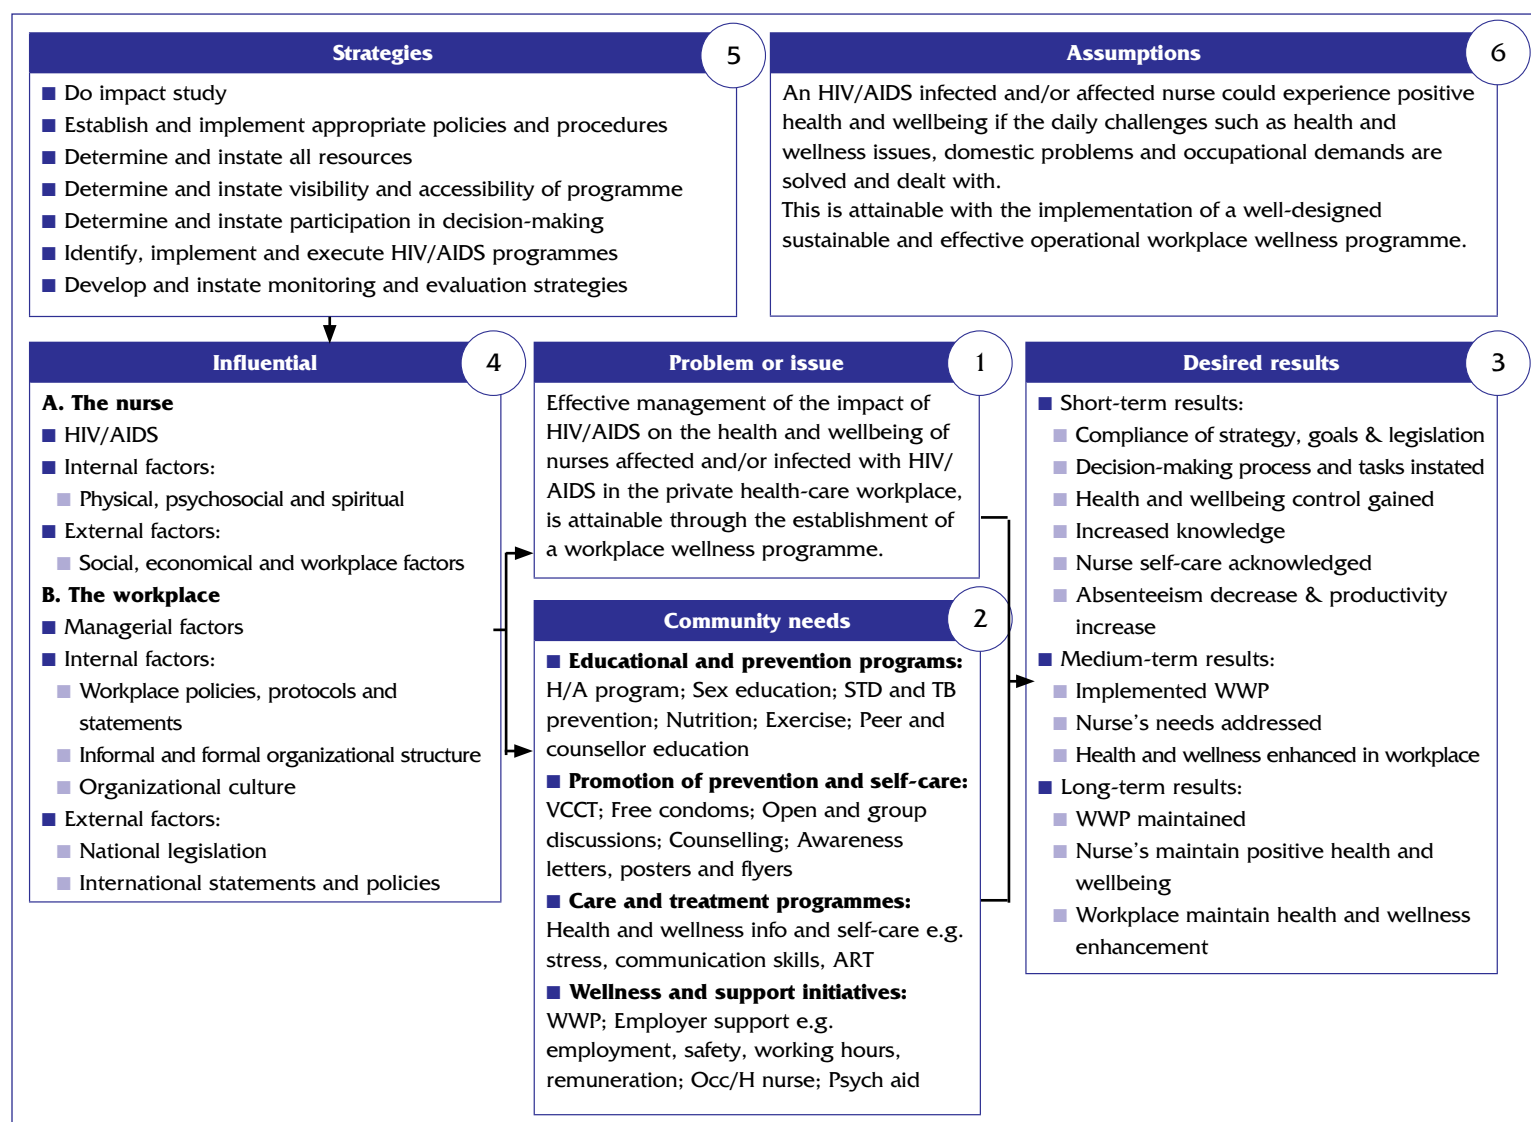 Strategies
5
■ Do impact study
■ Establish and implement appropriate policies and procedures
■ Determine and instate all resources
■ Determine and instate visibility and accessibility of programme
■ Determine and instate participation in decision-making
■ Identify, implement and execute HIV/AIDS programmes
■ Develop and instate monitoring and evaluation strategies
Assumptions
6
An HIV/AIDS infected and/or affected nurse could experience positive
health and wellbeing if the daily challenges such as health and
wellness issues, domestic problems and occupational demands are
solved and dealt with.
This is attainable with the implementation of a well-designed
sustainable and effective operational workplace wellness programme.
Influential
4
A. The nurse
■ HIV/AIDS
■ Internal factors:
■ Physical, psychosocial and spiritual
■ External factors:
■ Social, economical and workplace factors
B. The workplace
■ Managerial factors
■ Internal factors:
■ Workplace policies, protocols and
statements
■ Informal and formal organizational structure
■ Organizational culture
■ External factors:
■ National legislation
■ International statements and policies
Problem or issue
1
Effective management of the impact of
HIV/AIDS on the health and wellbeing of
nurses affected and/or infected with HIV/
AIDS in the private health-care workplace,
is attainable through the establishment of
a workplace wellness programme.
Community needs
2
■ Educational and prevention programs:
H/A program; Sex education; STD and TB
prevention; Nutrition; Exercise; Peer and
counsellor education
■ Promotion of prevention and self-care:
VCCT; Free condoms; Open and group
discussions; Counselling; Awareness
letters, posters and flyers
■ Care and treatment programmes:
Health and wellness info and self-care e.g.
stress, communication skills, ART
■ Wellness and support initiatives:
WWP; Employer support e.g.
employment, safety, working hours,
remuneration; Occ/H nurse; Psych aid
Desired results
3
■ Short-term results:
■ Compliance of strategy, goals & legislation
■ Decision-making process and tasks instated
■ Health and wellbeing control gained
■ Increased knowledge
■ Nurse self-care acknowledged
■ Absenteeism decrease & productivity
increase
■ Medium-term results:
■ Implemented WWP
■ Nurse's needs addressed
■ Health and wellness enhanced in workplace
■ Long-term results:
■ WWP maintained
■ Nurse's maintain positive health and
wellbeing
■ Workplace maintain health and wellness
enhancement